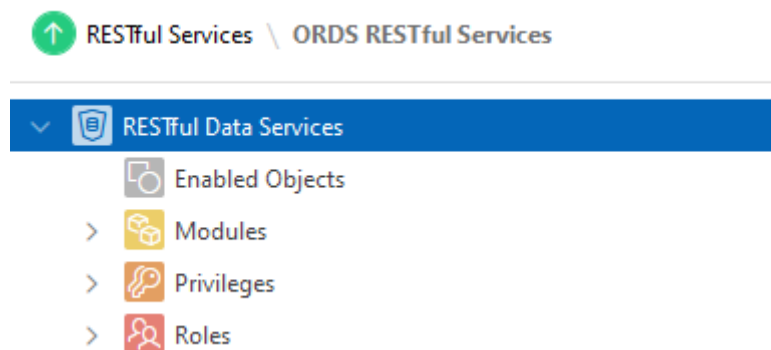 RESTful Services \ ORDS RESTful Services
RESTful Data Services
Enabled Objects
Modules
Privileges
Roles